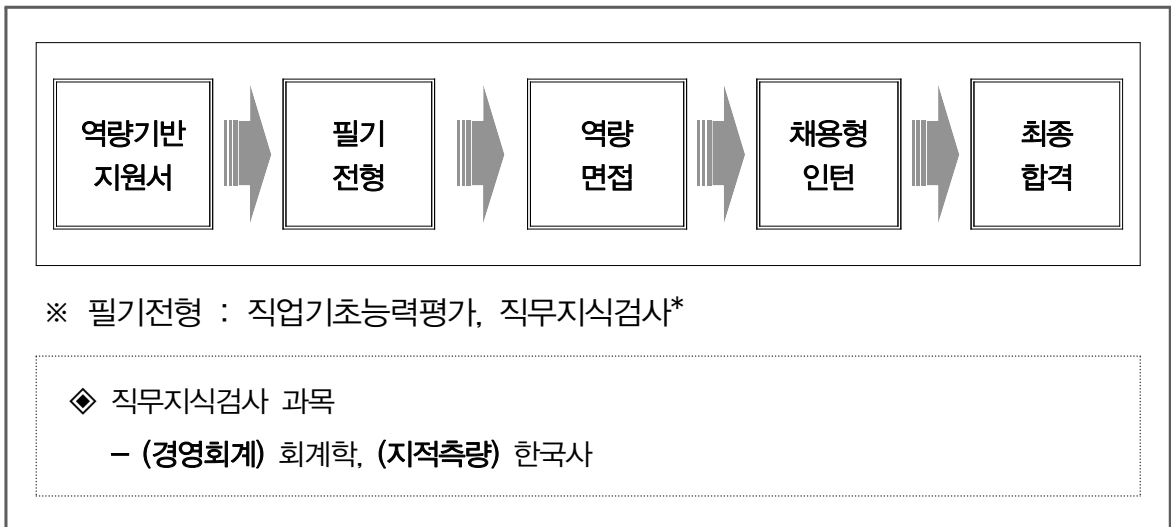 역량기반
지원서
필기
전형
역량
면접
채용형
인턴
최종
합격
※ 필기전형 : 직업기초능력평가, 직무지식검사*
◈ 직무지식검사 과목
– (경영회계) 회계학, (지적측량) 한국사